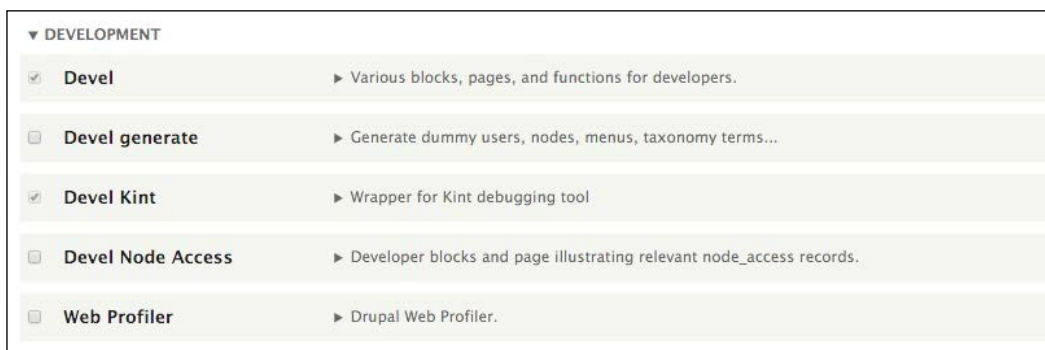 DEVELOPMENT
Devel Various blocks, pages, and functions for developers.
Devel generate Generate dummy users, nodes, menus, taxonomy terms...
Devel Kint Wrapper for Kint debugging tool
Devel Node Access Developer blocks and page illustrating relevant node_access records.
Web Profiler Drupal Web Profiler.